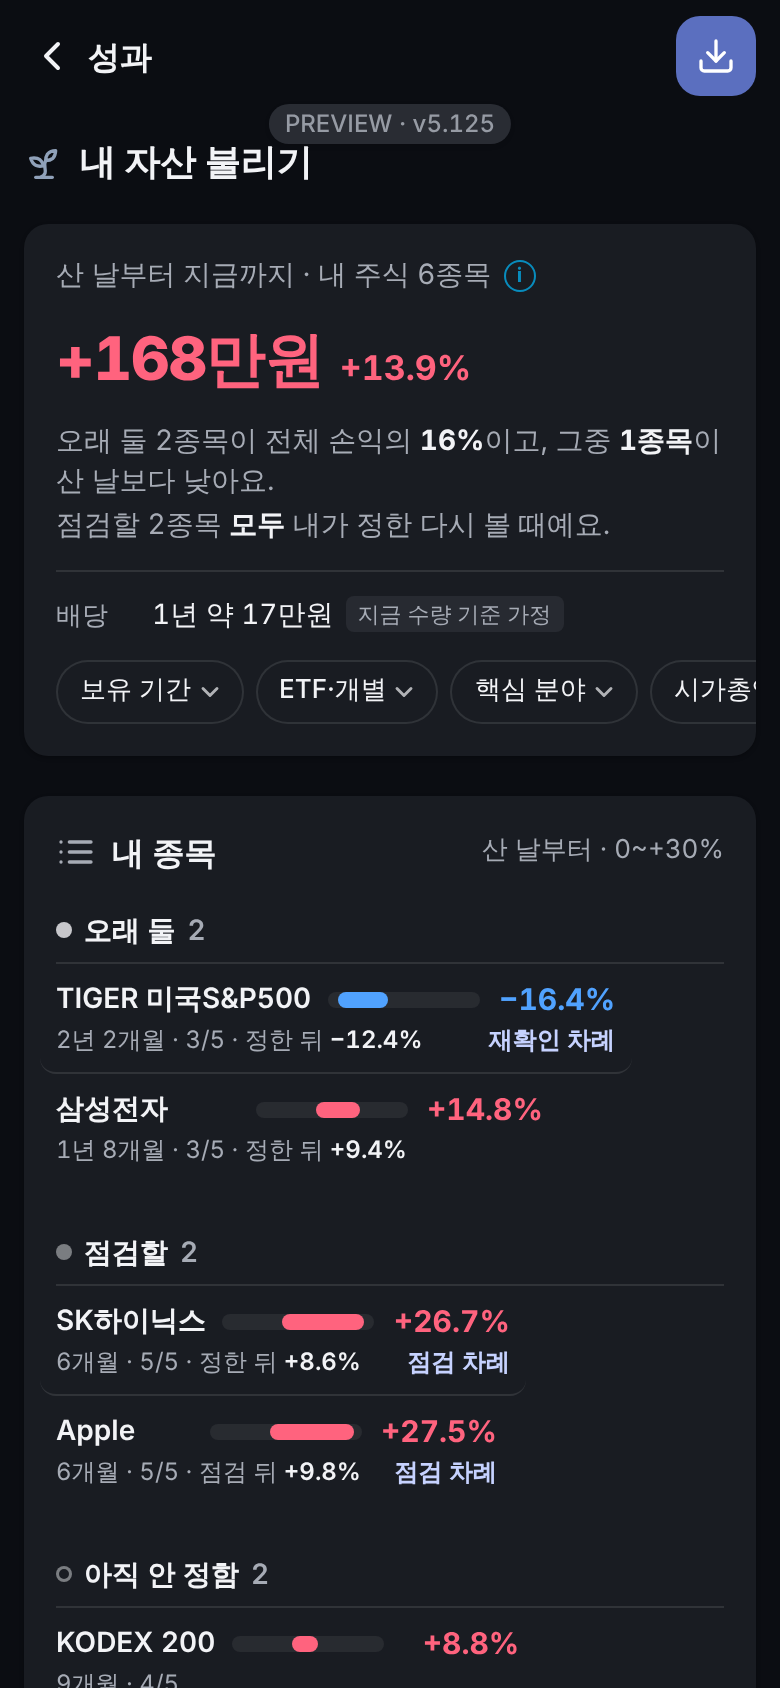 성과
PREVIEW · v5.125
내 자산 불리기
산 날부터 지금까지 · 내 주식 6종목 i
+168만원 +13.9%
오래 둘 2종목이 전체 손익의 16%이고, 그중 1종목이
산 날보다 낮아요.
점검할 2종목 모두 내가 정한 다시 볼 때예요.
배당 1년 약 17만원 지금 수량 기준 가정
보유 기간 ETF·개별 핵심 분야 시가총
내 종목 산 날부터 · 0~+30%
오래 둘 2
TIGER 미국S&P500 −16.4%
2년 2개월 · 3/5 · 정한 뒤 −12.4% 재확인 차례
삼성전자 +14.8%
1년 8개월 · 3/5 · 정한 뒤 +9.4%
점검할 2
SK하이닉스 +26.7%
6개월 · 5/5 · 정한 뒤 +8.6% 점검 차례
Apple +27.5%
6개월 · 5/5 · 점검 뒤 +9.8% 점검 차례
아직 안 정함 2
KODEX 200 +8.8%
9개월 · 4/5